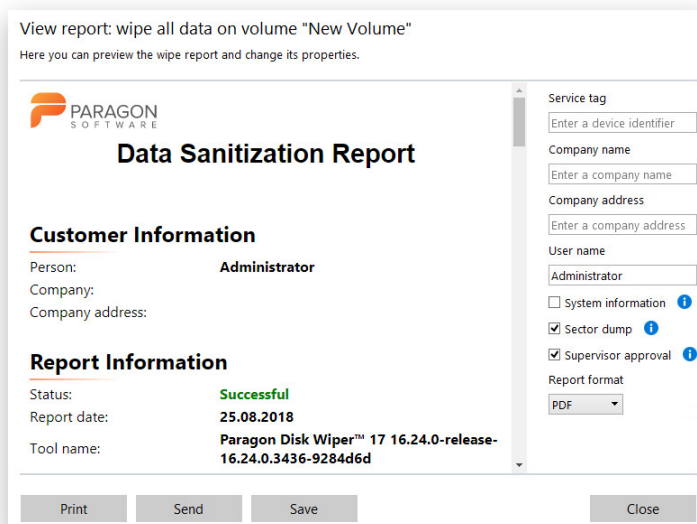 View report: wipe all data on volume "New Volume"
Here you can preview the wipe report and change its properties.
PARAGON
SOFTWARE
Data Sanitization Report
Customer Information
Person: Administrator
Company:
Company address:
Report Information
Status: Successful
Report date: 25.08.2018
Tool name: Paragon Disk Wiper™ 17 16.24.0-release-
16.24.0.3436-9284d6d
Service tag
Enter a device identifier
Company name
Enter a company name
Company address
Enter a company address
User name
Administrator
System information
Sector dump
Supervisor approval
Report format
PDF
Print Send Save Close